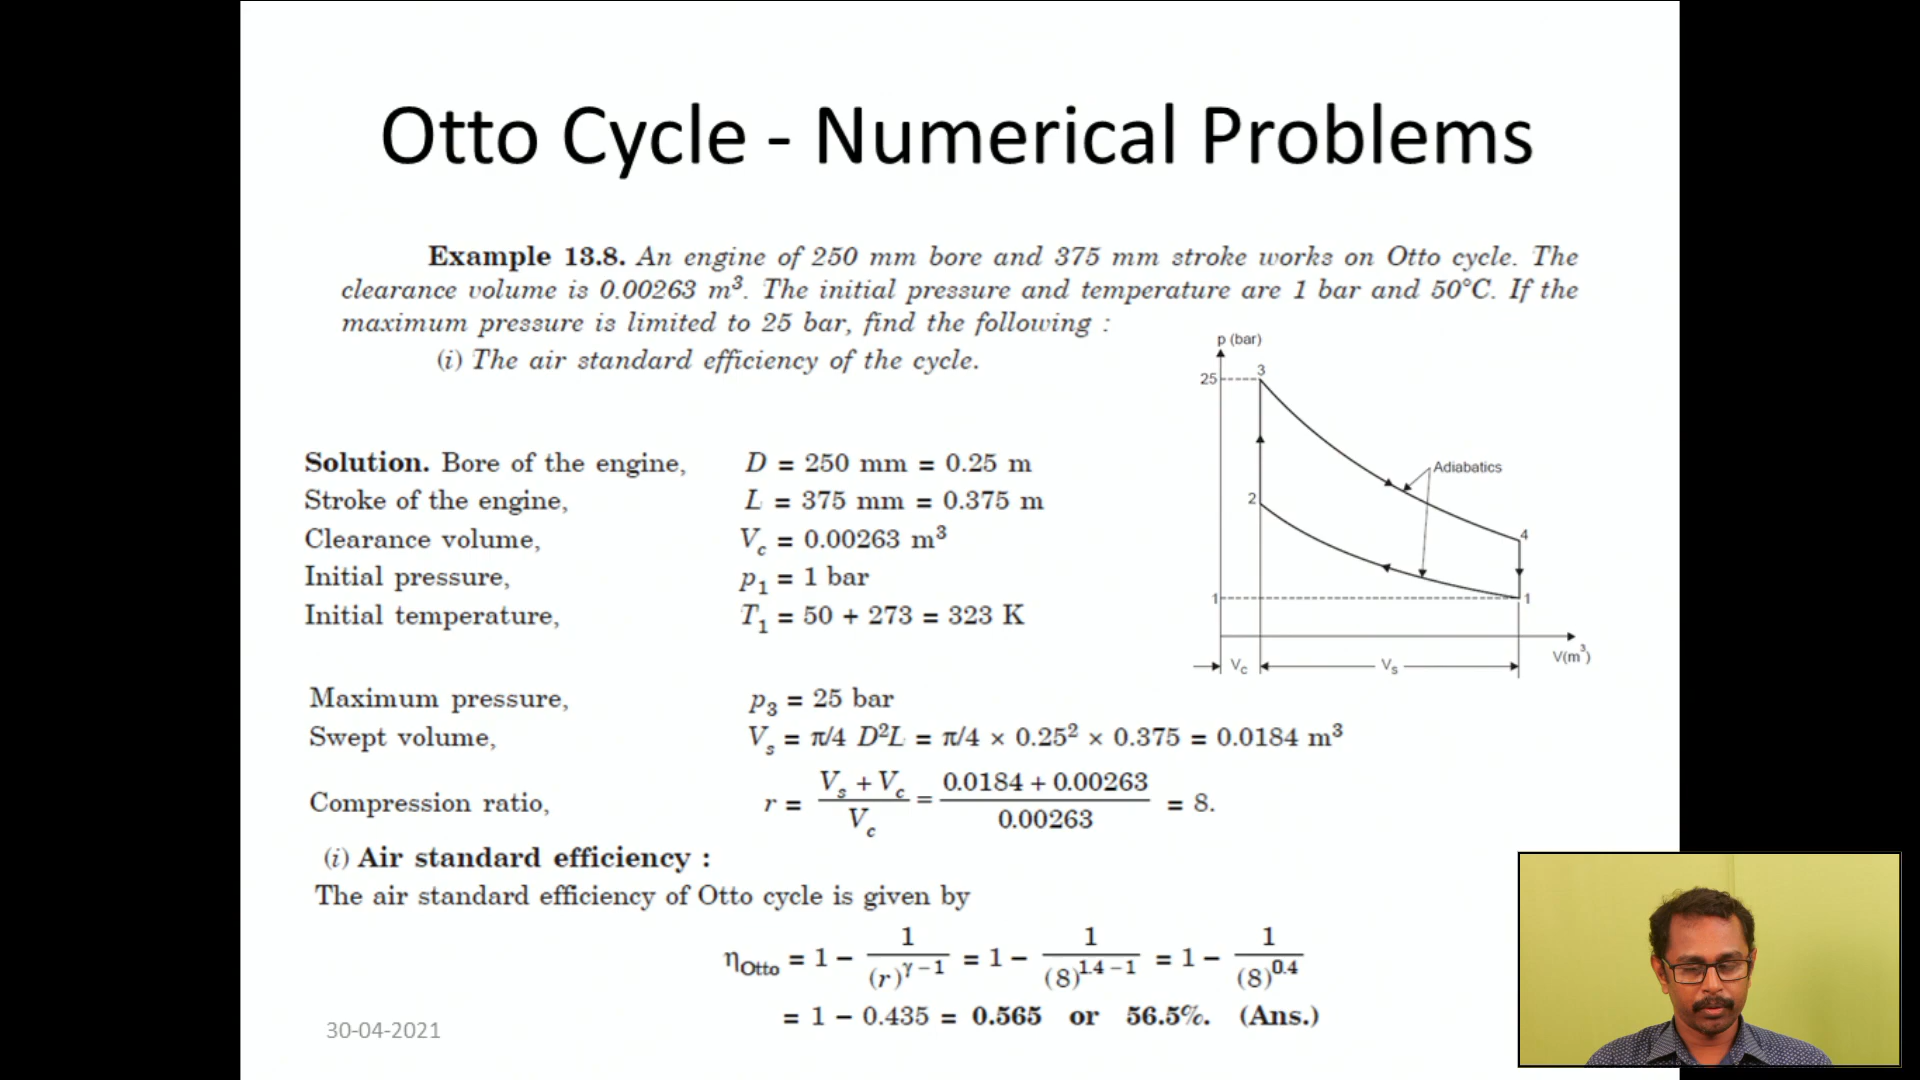 Otto Cycle - Numerical Problems
Example 13.8. An engine of 250 mm bore and 375 mm stroke works on Otto cycle. The
clearance volume is 0.00263 m³. The initial pressure and temperature are 1 bar and 50°C. If the
maximum pressure is limited to 25 bar, find the following :
(i) The air standard efficiency of the cycle.
p (bar)
25
3
Adiabatics
2
4
1
1
V(m³)
Vc
Vs
Solution. Bore of the engine, D = 250 mm = 0.25 m
Stroke of the engine, L = 375 mm = 0.375 m
Clearance volume, Vc = 0.00263 m³
Initial pressure, p1 = 1 bar
Initial temperature, T1 = 50 + 273 = 323 K
Maximum pressure, p3 = 25 bar
Swept volume, Vs = π/4 D²L = π/4 × 0.25² × 0.375 = 0.0184 m³
Compression ratio, r = (Vs + Vc)/Vc = (0.0184 + 0.00263)/0.00263 = 8.
(i) Air standard efficiency :
The air standard efficiency of Otto cycle is given by
ηOtto = 1 − 1/(r)^(γ − 1) = 1 − 1/(8)^(1.4 − 1) = 1 − 1/(8)^0.4
= 1 − 0.435 = 0.565 or 56.5%. (Ans.)
30-04-2021